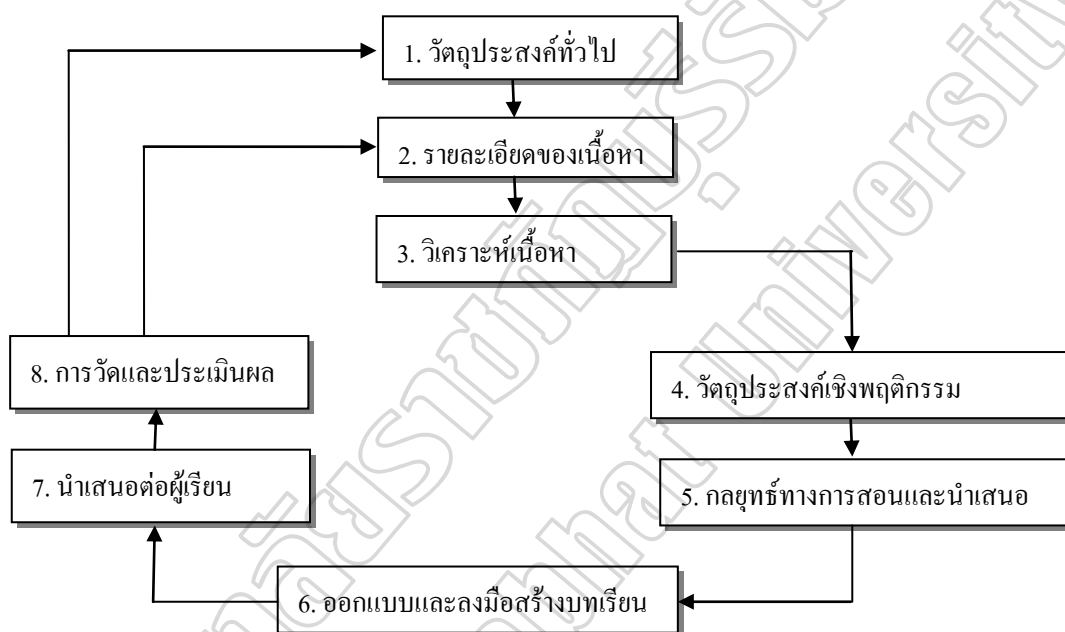 1. วัตถุประสงค์ทั่วไป
2. รายละเอียดของเนื้อหา
3. วิเคราะห์เนื้อหา
8. การวัดและประเมินผล
4. วัตถุประสงค์เชิงพฤติกรรม
7. นำเสนอต่อผู้เรียน
5. กลยุทธ์ทางการสอนและนำเสนอ
6. ออกแบบและลงมือสร้างบทเรียน